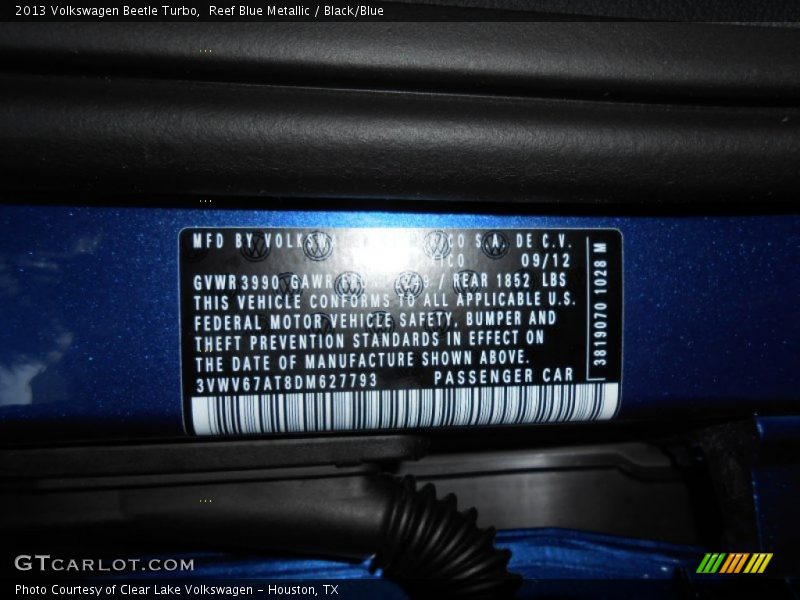 2013 Volkswagen Beetle Turbo, Reef Blue Metallic / Black/Blue
MFD BY CO S.A. DE C.V.
09/12
GVWR 3990 GAWR / REAR 1852 LBS
THIS VEHICLE CONFORMS TO ALL APPLICABLE U.S.
FEDERAL MOTOR VEHICLE SAFETY, BUMPER AND
THEFT PREVENTION STANDARDS IN EFFECT ON
THE DATE OF MANUFACTURE SHOWN ABOVE.
3VWV67AT8DM627793 PASSENGER CAR
3819070 1028 M
GTCARLOT.COM
Photo Courtesy of Clear Lake Volkswagen - Houston, TX